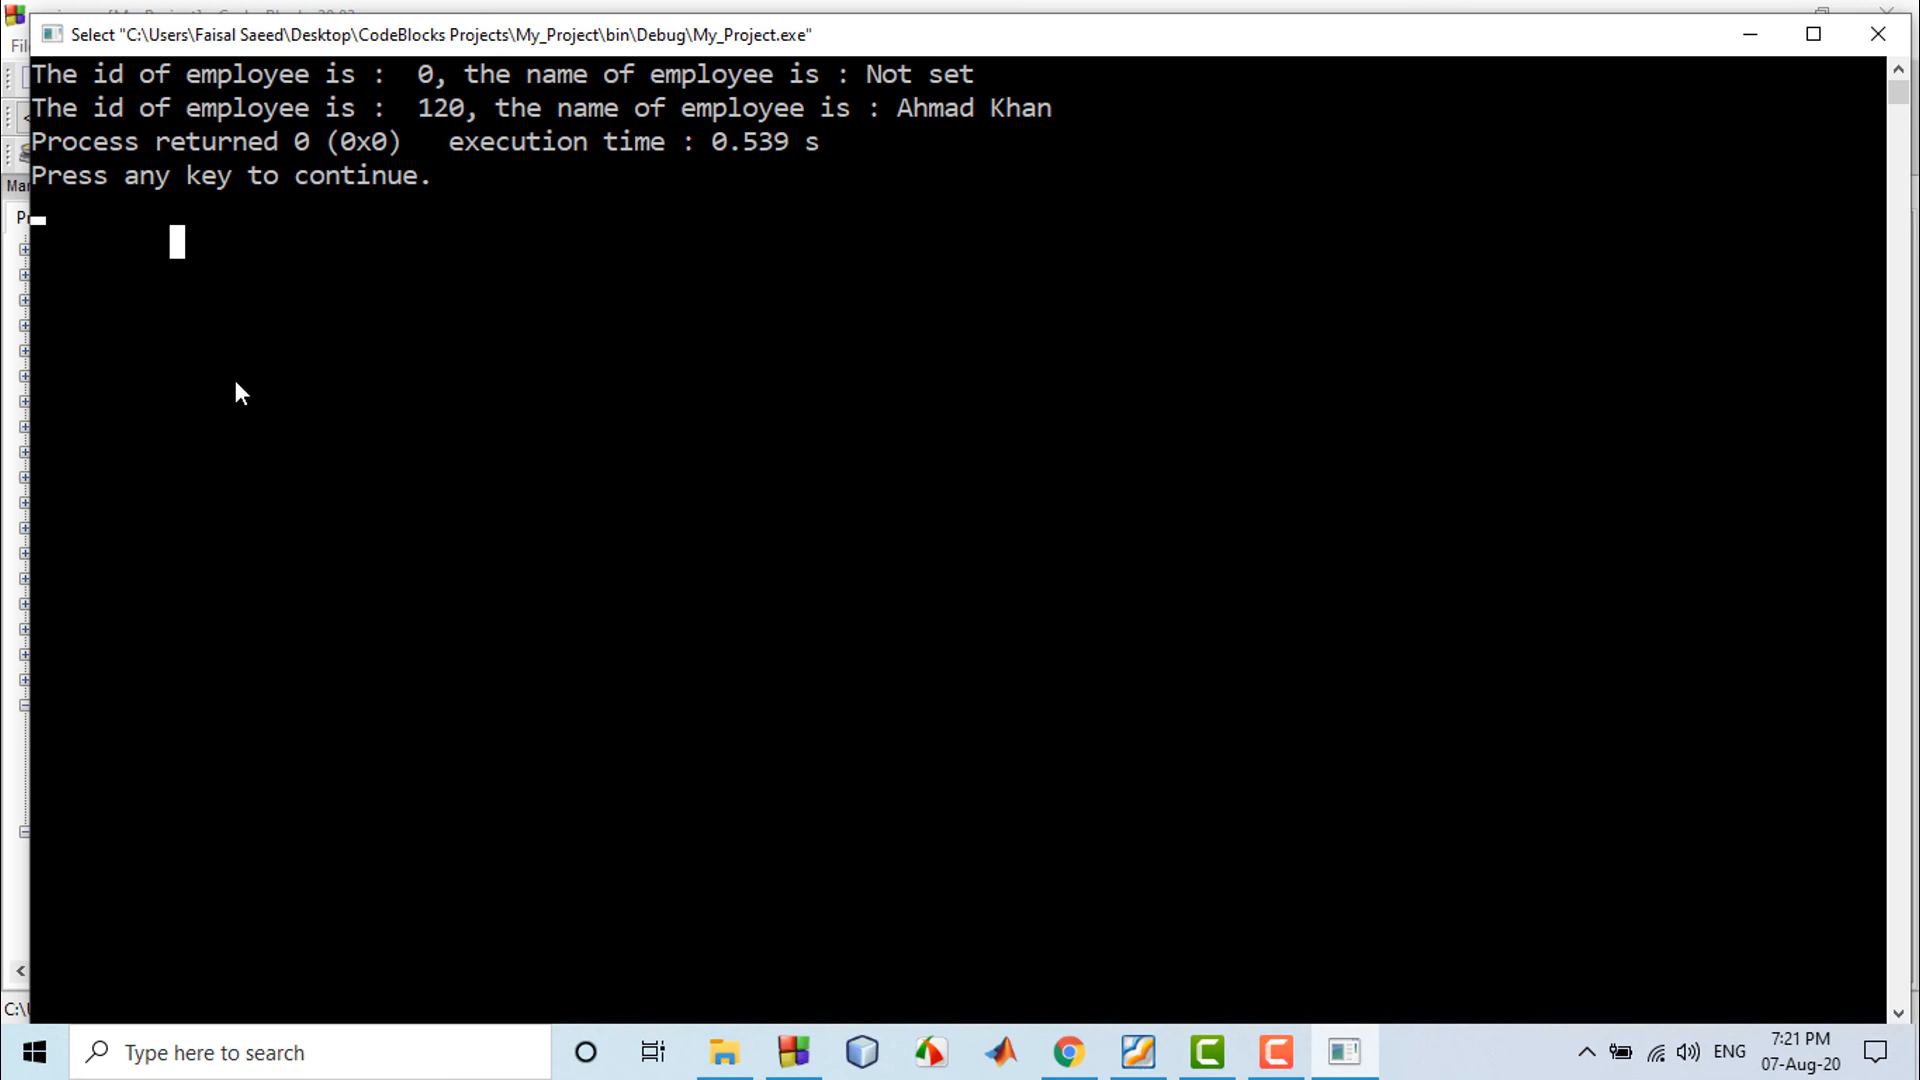 Select "C:\Users\Faisal Saeed\Desktop\CodeBlocks Projects\My_Project\bin\Debug\My_Project.exe"
The id of employee is :  0, the name of employee is : Not set
The id of employee is :  120, the name of employee is : Ahmad Khan
Process returned 0 (0x0)   execution time : 0.539 s
Press any key to continue.
Type here to search
ENG
7:21 PM
07-Aug-20